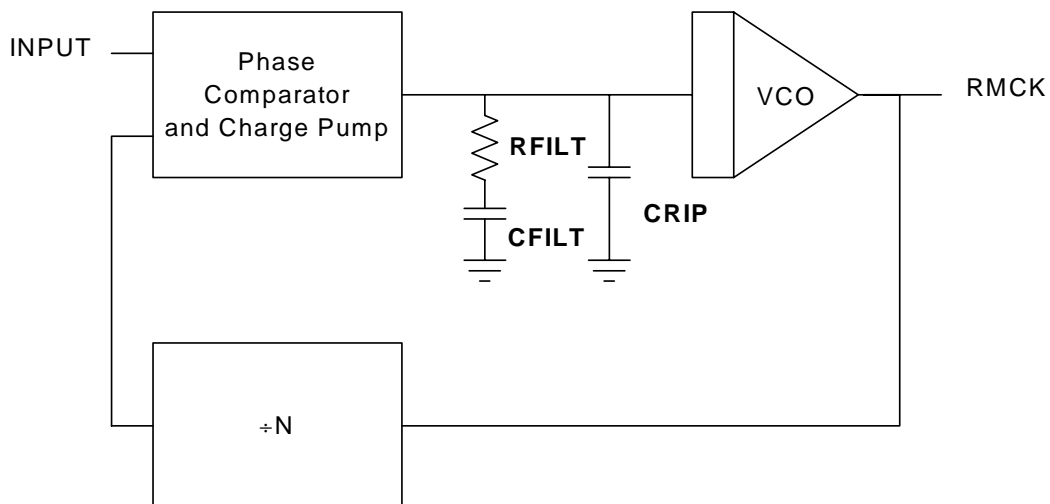 INPUT
Phase
Comparator
and Charge Pump
VCO
RMCK
RFILT
CRIP
CFILT
÷N